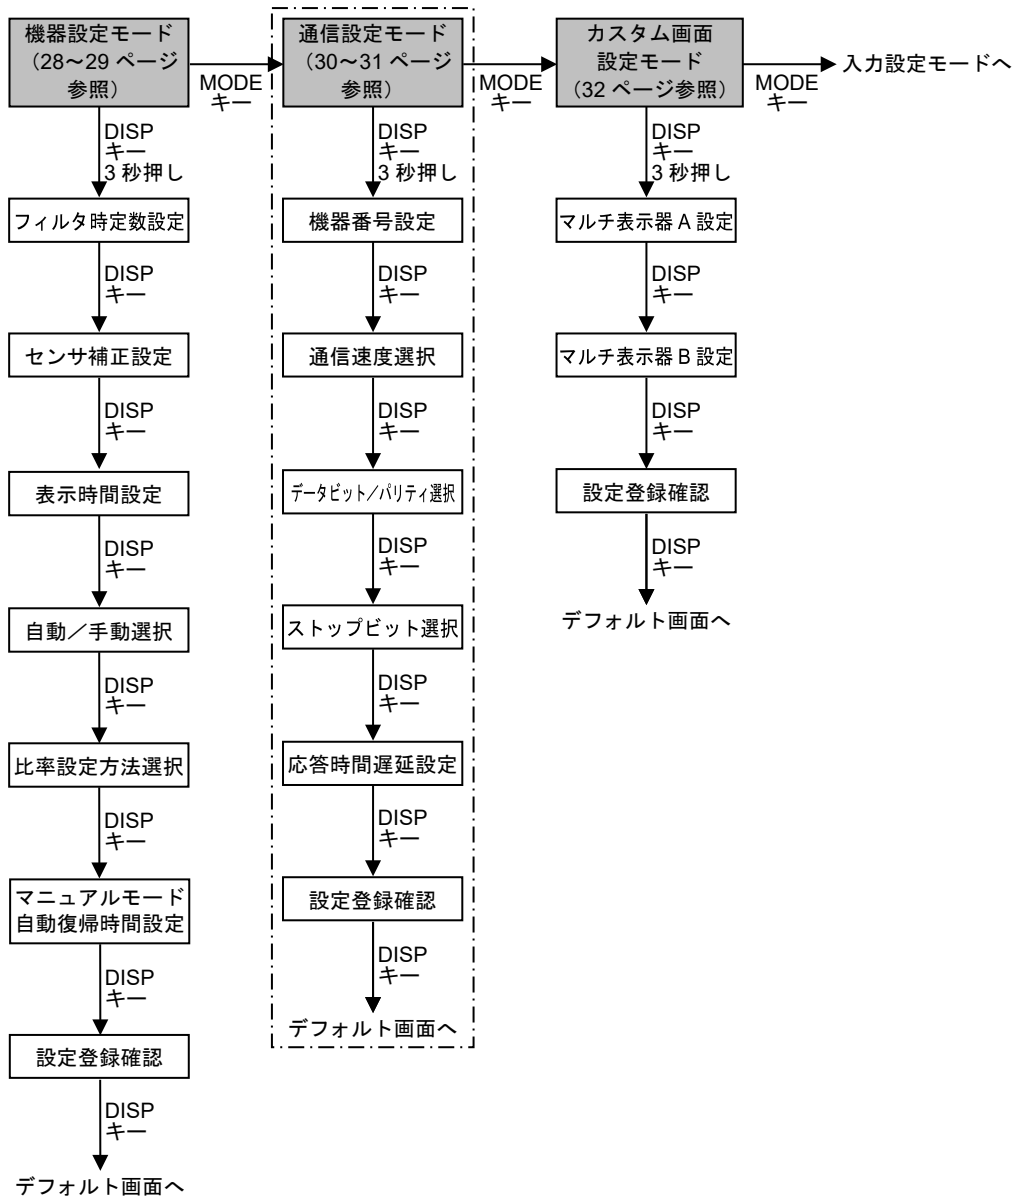 機器設定モード
（28～29 ページ
参照）
MODE
キー
通信設定モード
（30～31 ページ
参照）
MODE
キー
カスタム画面
設定モード
（32 ページ参照）
MODE
キー
入力設定モードへ
DISP
キー
3 秒押し
フィルタ時定数設定
DISP
キー
センサ補正設定
DISP
キー
表示時間設定
DISP
キー
自動／手動選択
DISP
キー
比率設定方法選択
DISP
キー
マニュアルモード
自動復帰時間設定
DISP
キー
設定登録確認
DISP
キー
デフォルト画面へ
DISP
キー
3 秒押し
機器番号設定
DISP
キー
通信速度選択
DISP
キー
データビット／パリティ選択
DISP
キー
ストップビット選択
DISP
キー
応答時間遅延設定
DISP
キー
設定登録確認
DISP
キー
デフォルト画面へ
DISP
キー
3 秒押し
マルチ表示器 A 設定
DISP
キー
マルチ表示器 B 設定
DISP
キー
設定登録確認
DISP
キー
デフォルト画面へ